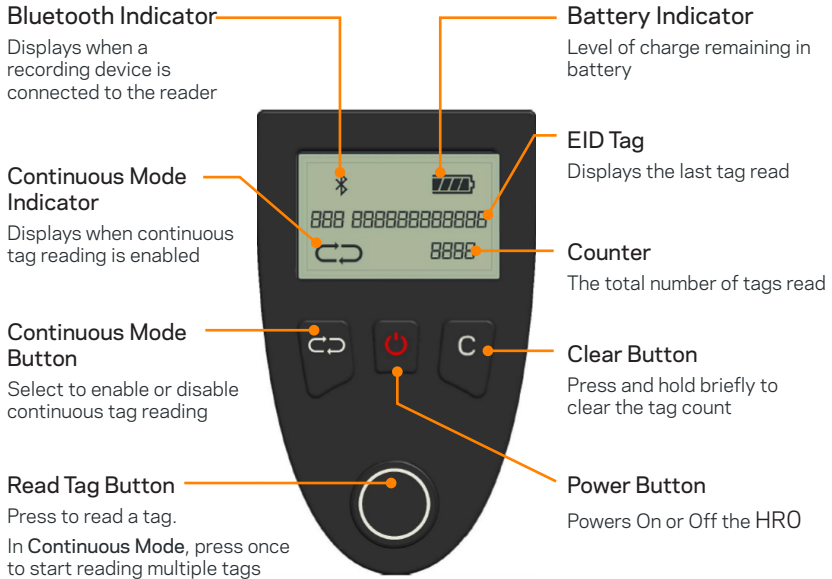 Bluetooth Indicator
Displays when a
recording device is
connected to the reader
Continuous Mode
Indicator
Displays when continuous
tag reading is enabled
Continuous Mode
Button
Select to enable or disable
continuous tag reading
Read Tag Button
Press to read a tag.
In Continuous Mode, press once
to start reading multiple tags
888 888888888888
8888
C
Battery Indicator
Level of charge remaining in
battery
EID Tag
Displays the last tag read
Counter
The total number of tags read
Clear Button
Press and hold briefly to
clear the tag count
Power Button
Powers On or Off the HR0